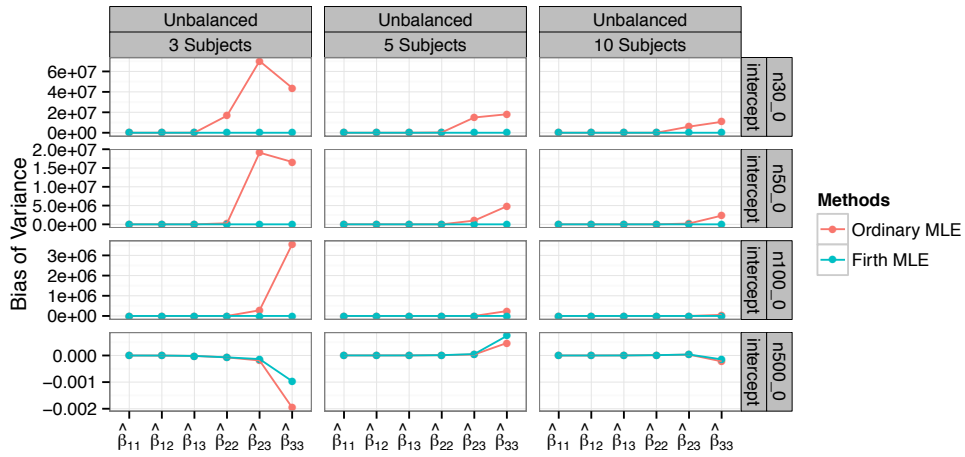 Unbalanced Unbalanced Unbalanced
3 Subjects 5 Subjects 10 Subjects
Bias of Variance
6e+07
4e+07
2e+07
0e+00
intercept
n30_0
2.0e+07
1.5e+07
1.0e+07
5.0e+06
0.0e+00
intercept
n50_0
3e+06
2e+06
1e+06
0e+00
intercept
n100_0
0.000
−0.001
−0.002
intercept
n500_0
β̂11 β̂12 β̂13 β̂22 β̂23 β̂33 β̂11 β̂12 β̂13 β̂22 β̂23 β̂33 β̂11 β̂12 β̂13 β̂22 β̂23 β̂33
Methods
Ordinary MLE
Firth MLE